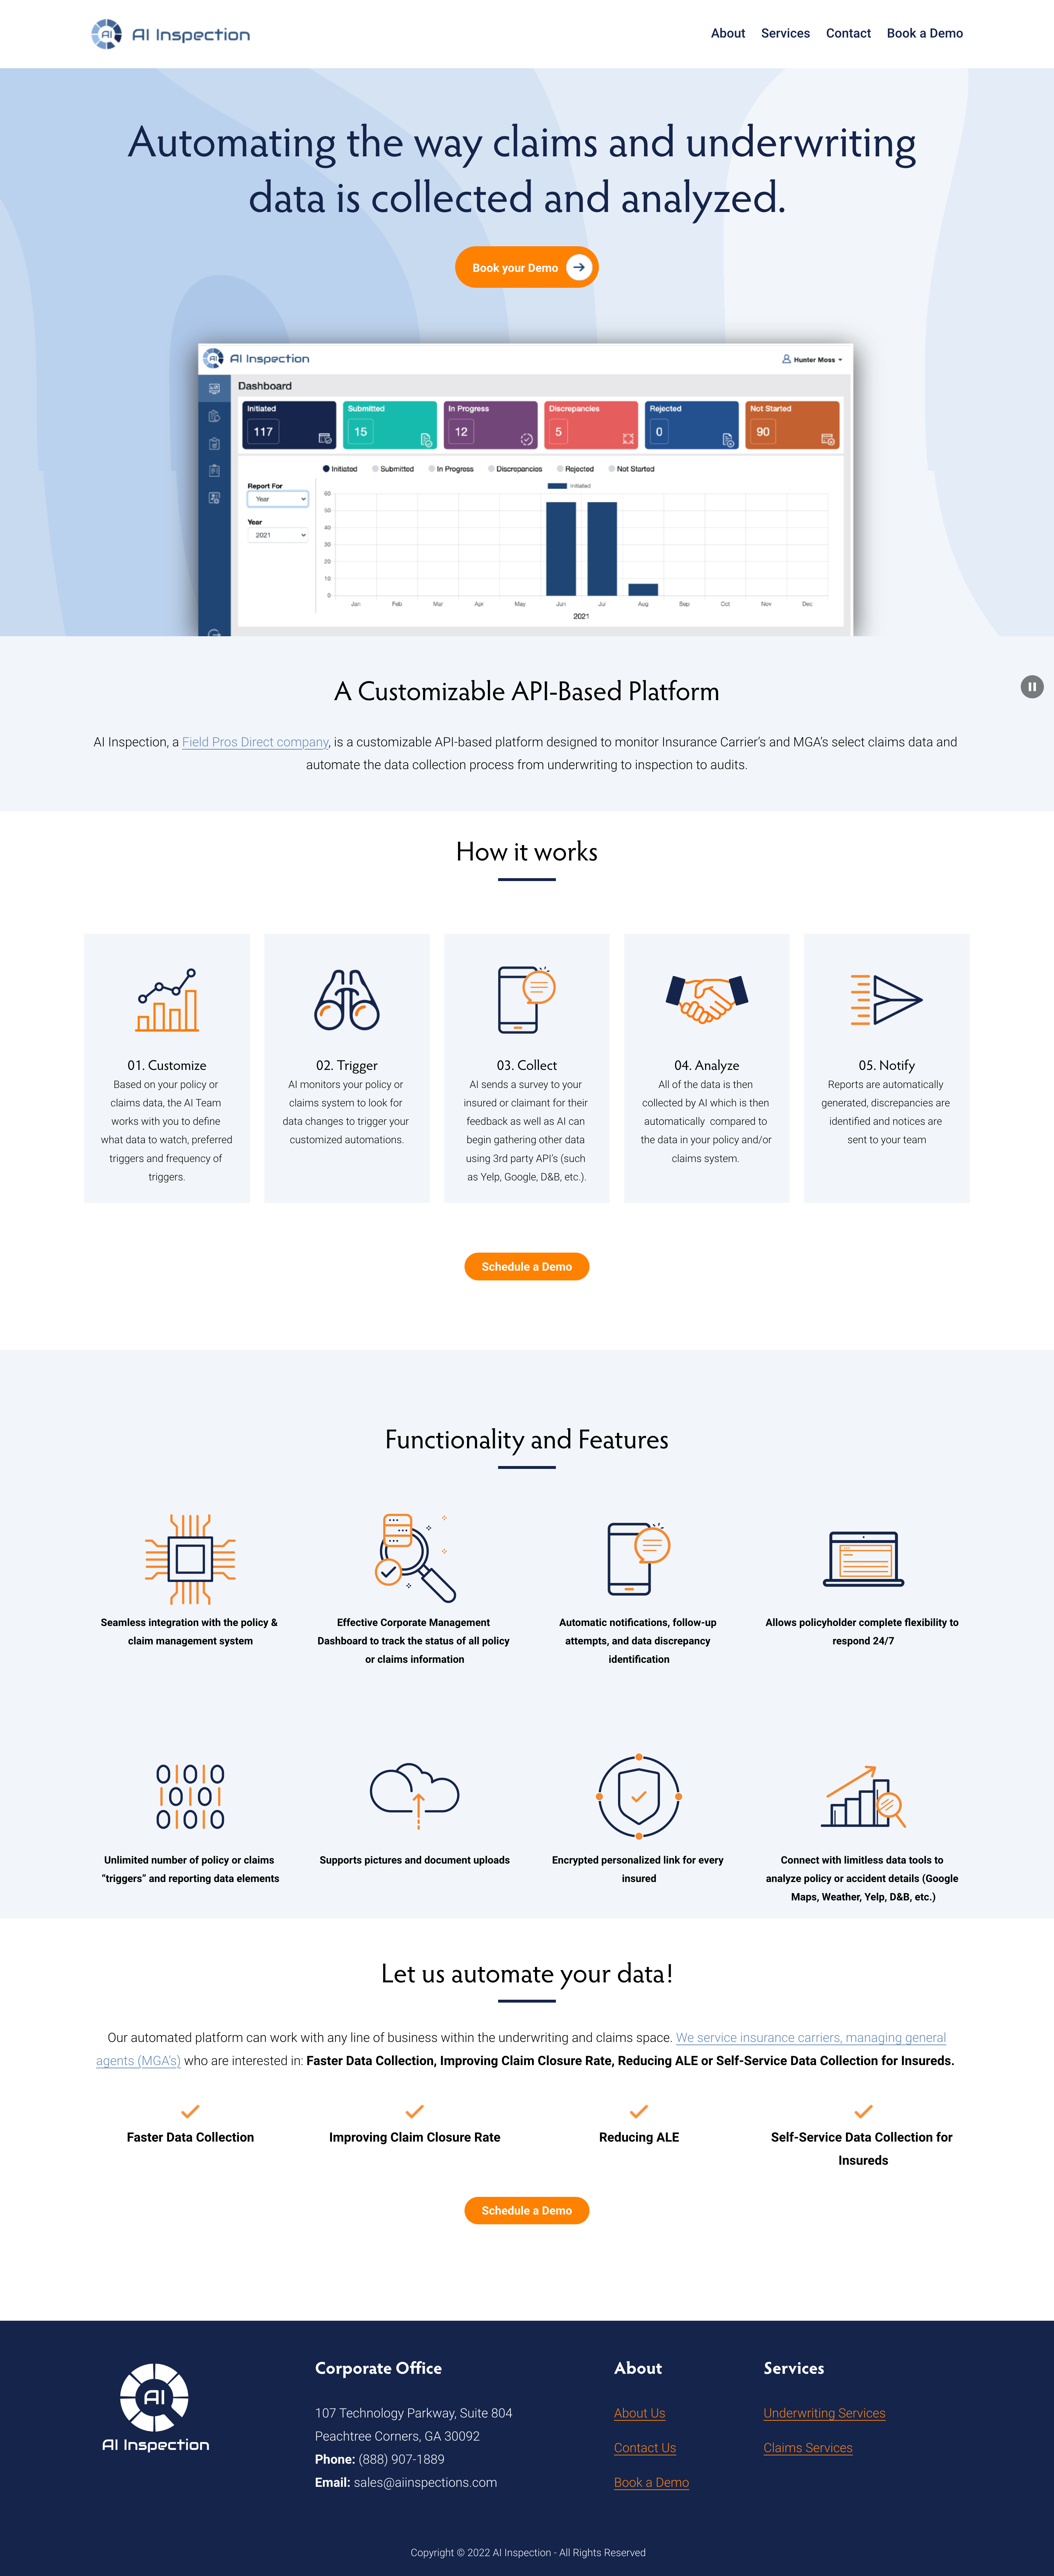 AI Inspection
About Services Contact Book a Demo
Automating the way claims and underwriting
data is collected and analyzed.
Book your Demo
AI Inspection
Hunter Moss
Dashboard
Initiated
117
Submitted
15
In Progress
12
Discrepancies
5
Rejected
0
Not Started
90
Initiated Submitted In Progress Discrepancies Rejected Not Started
Report For
Year
Year
2021
Initiated
60
50
40
30
20
10
0
Jan Feb Mar Apr May Jun Jul Aug Sep Oct Nov Dec
2021
A Customizable API-Based Platform
AI Inspection, a Field Pros Direct company, is a customizable API-based platform designed to monitor Insurance Carrier’s and MGA’s select claims data and
automate the data collection process from underwriting to inspection to audits.
How it works
01. Customize
Based on your policy or
claims data, the AI Team
works with you to define
what data to watch, preferred
triggers and frequency of
triggers.
02. Trigger
AI monitors your policy or
claims system to look for
data changes to trigger your
customized automations.
03. Collect
AI sends a survey to your
insured or claimant for their
feedback as well as AI can
begin gathering other data
using 3rd party API’s (such
as Yelp, Google, D&B, etc.).
04. Analyze
All of the data is then
collected by AI which is then
automatically compared to
the data in your policy and/or
claims system.
05. Notify
Reports are automatically
generated, discrepancies are
identified and notices are
sent to your team
Schedule a Demo
Functionality and Features
Seamless integration with the policy &
claim management system
Effective Corporate Management
Dashboard to track the status of all policy
or claims information
Automatic notifications, follow-up
attempts, and data discrepancy
identification
Allows policyholder complete flexibility to
respond 24/7
Unlimited number of policy or claims
“triggers” and reporting data elements
Supports pictures and document uploads
Encrypted personalized link for every
insured
Connect with limitless data tools to
analyze policy or accident details (Google
Maps, Weather, Yelp, D&B, etc.)
Let us automate your data!
Our automated platform can work with any line of business within the underwriting and claims space. We service insurance carriers, managing general
agents (MGA’s) who are interested in: Faster Data Collection, Improving Claim Closure Rate, Reducing ALE or Self-Service Data Collection for Insureds.
Faster Data Collection
Improving Claim Closure Rate
Reducing ALE
Self-Service Data Collection for
Insureds
Schedule a Demo
AI
AI Inspection
Corporate Office
107 Technology Parkway, Suite 804
Peachtree Corners, GA 30092
Phone: (888) 907-1889
Email: sales@aiinspections.com
About
About Us
Contact Us
Book a Demo
Services
Underwriting Services
Claims Services
Copyright © 2022 AI Inspection - All Rights Reserved